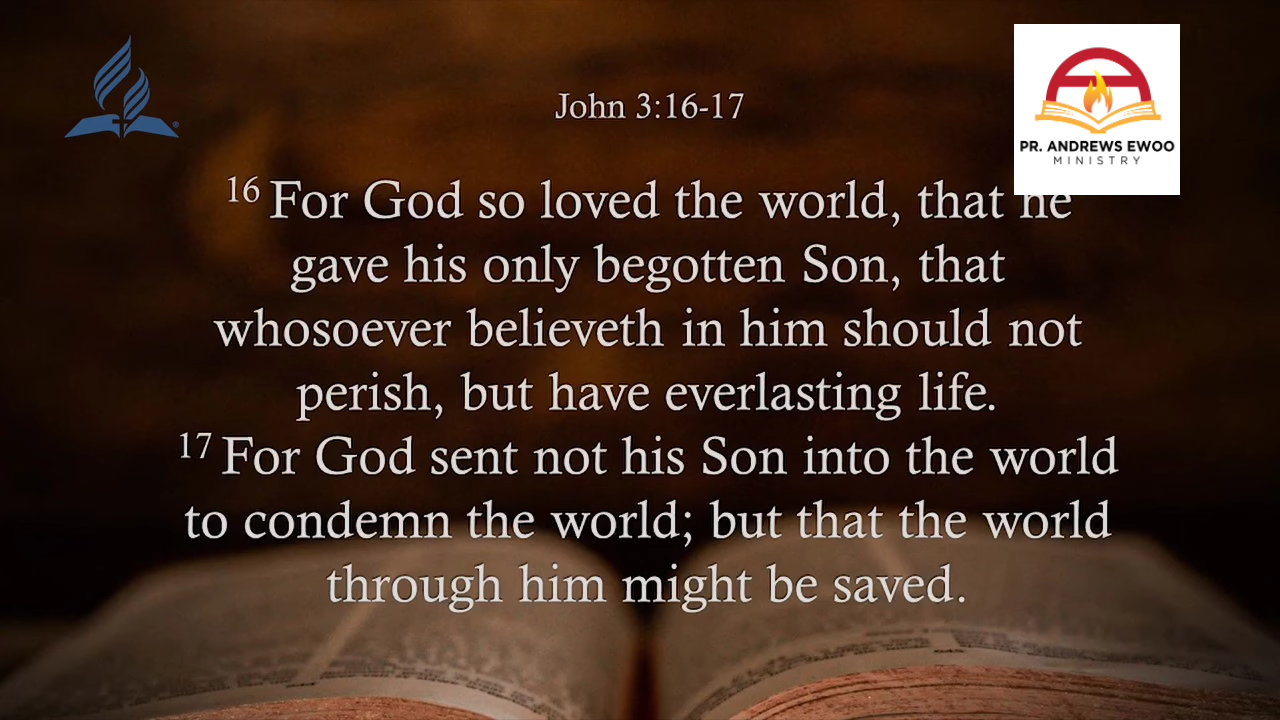 John 3:16-17
PR. ANDREWS EWOO
MINISTRY
16 For God so loved the world, that he
gave his only begotten Son, that
whosoever believeth in him should not
perish, but have everlasting life.
17 For God sent not his Son into the world
to condemn the world; but that the world
through him might be saved.